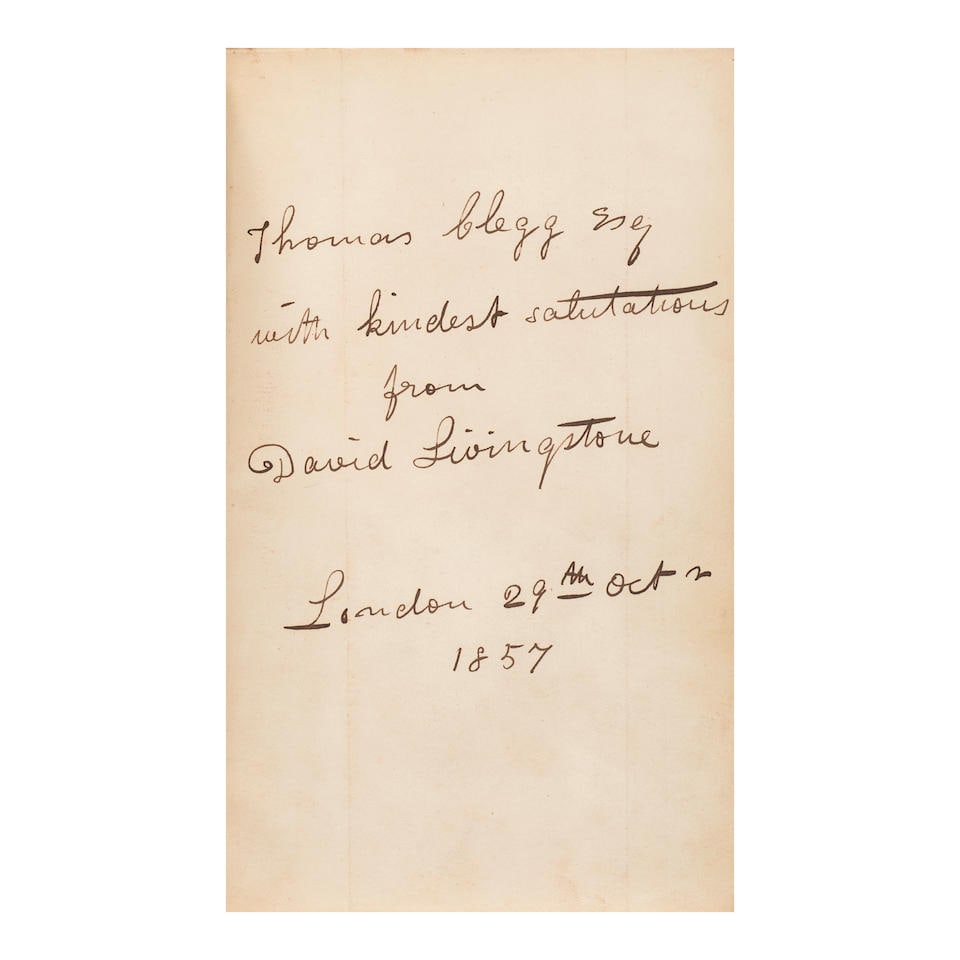 Thomas Clegg Esq
with kindest salutations
from
David Livingstone
London 29th Octr
1857